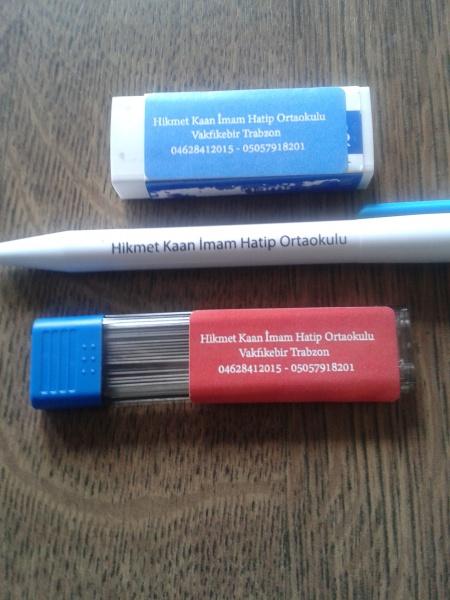 Hikmet Kaan İmam Hatip Ortaokulu
Vakfıkebir Trabzon
04628412015 - 05057918201
Hikmet Kaan İmam Hatip Ortaokulu
Hikmet Kaan İmam Hatip Ortaokulu
Vakfıkebir Trabzon
04628412015 - 05057918201